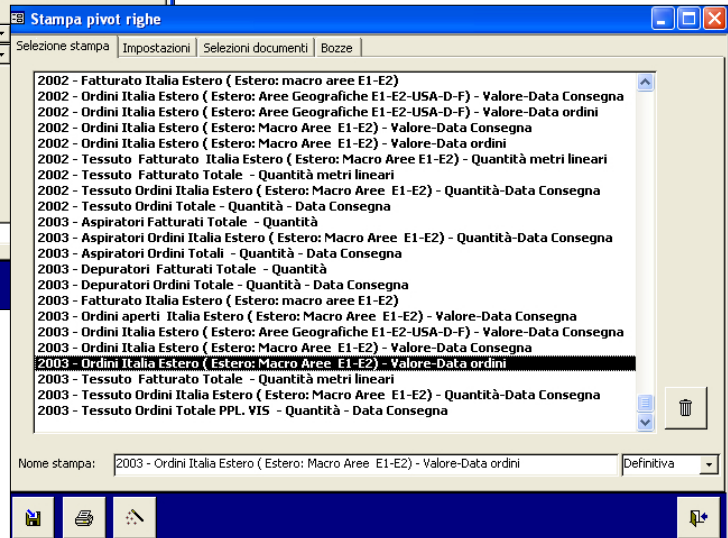 Stampa pivot righe
Selezione stampa Impostazioni Selezioni documenti Bozze
2002 - Fatturato Italia Estero ( Estero: macro aree E1-E2)
2002 - Ordini Italia Estero ( Estero: Aree Geografiche E1-E2-USA-D-F) - Valore-Data Consegna
2002 - Ordini Italia Estero ( Estero: Aree Geografiche E1-E2-USA-D-F) - Valore-Data ordini
2002 - Ordini Italia Estero ( Estero: Macro Aree E1-E2) - Valore-Data Consegna
2002 - Ordini Italia Estero ( Estero: Macro Aree E1-E2) - Valore-Data ordini
2002 - Tessuto Fatturato Italia Estero ( Estero: Macro Aree E1-E2) - Quantità metri lineari
2002 - Tessuto Fatturato Totale - Quantità metri lineari
2002 - Tessuto Ordini Italia Estero ( Estero: Macro Aree E1-E2) - Quantità-Data Consegna
2002 - Tessuto Ordini Totale - Quantità - Data Consegna
2003 - Aspiratori Fatturati Totale - Quantità
2003 - Aspiratori Ordini Italia Estero ( Estero: Macro Aree E1-E2) - Quantità-Data Consegna
2003 - Aspiratori Ordini Totali - Quantità - Data Consegna
2003 - Depuratori Fatturati Totale - Quantità
2003 - Depuratori Ordini Totale - Quantità - Data Consegna
2003 - Fatturato Italia Estero ( Estero: macro aree E1-E2)
2003 - Ordini aperti Italia Estero ( Estero: Macro Aree E1-E2) - Valore-Data Consegna
2003 - Ordini Italia Estero ( Estero: Aree Geografiche E1-E2-USA-D-F) - Valore-Data Consegna
2003 - Ordini Italia Estero ( Estero: Macro Aree E1-E2) - Valore-Data Consegna
2003 - Ordini Italia Estero ( Estero: Macro Aree E1-E2) - Valore-Data ordini
2003 - Tessuto Fatturato Totale - Quantità metri lineari
2003 - Tessuto Ordini Italia Estero ( Estero: Macro Aree E1-E2) - Quantità-Data Consegna
2003 - Tessuto Ordini Totale PPL. VIS - Quantità - Data Consegna
Nome stampa: 2003 - Ordini Italia Estero ( Estero: Macro Aree E1-E2) - Valore-Data ordini Definitiva